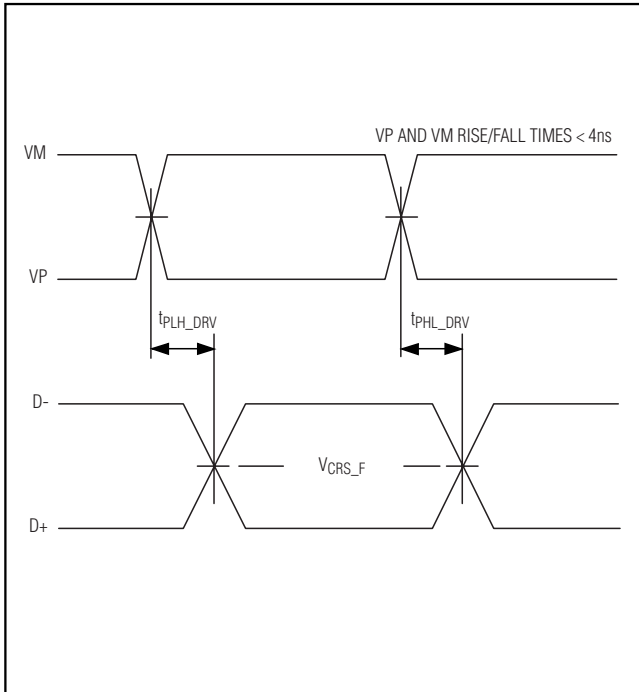 VP AND VM RISE/FALL TIMES < 4ns
VM
VP
tPLH_DRV
tPHL_DRV
D-
VCRS_F
D+